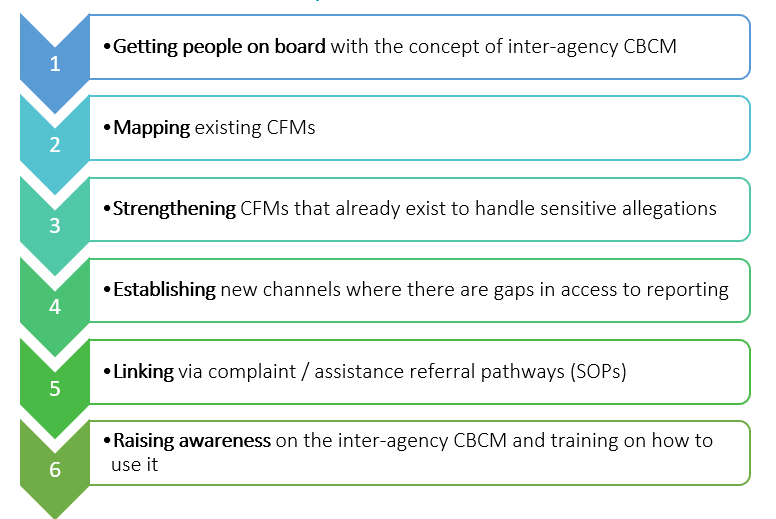 1
•Getting people on board with the concept of inter-agency CBCM
2
•Mapping existing CFMs
3
•Strengthening CFMs that already exist to handle sensitive allegations
4
•Establishing new channels where there are gaps in access to reporting
5
•Linking via complaint / assistance referral pathways (SOPs)
6
•Raising awareness on the inter-agency CBCM and training on how to
use it